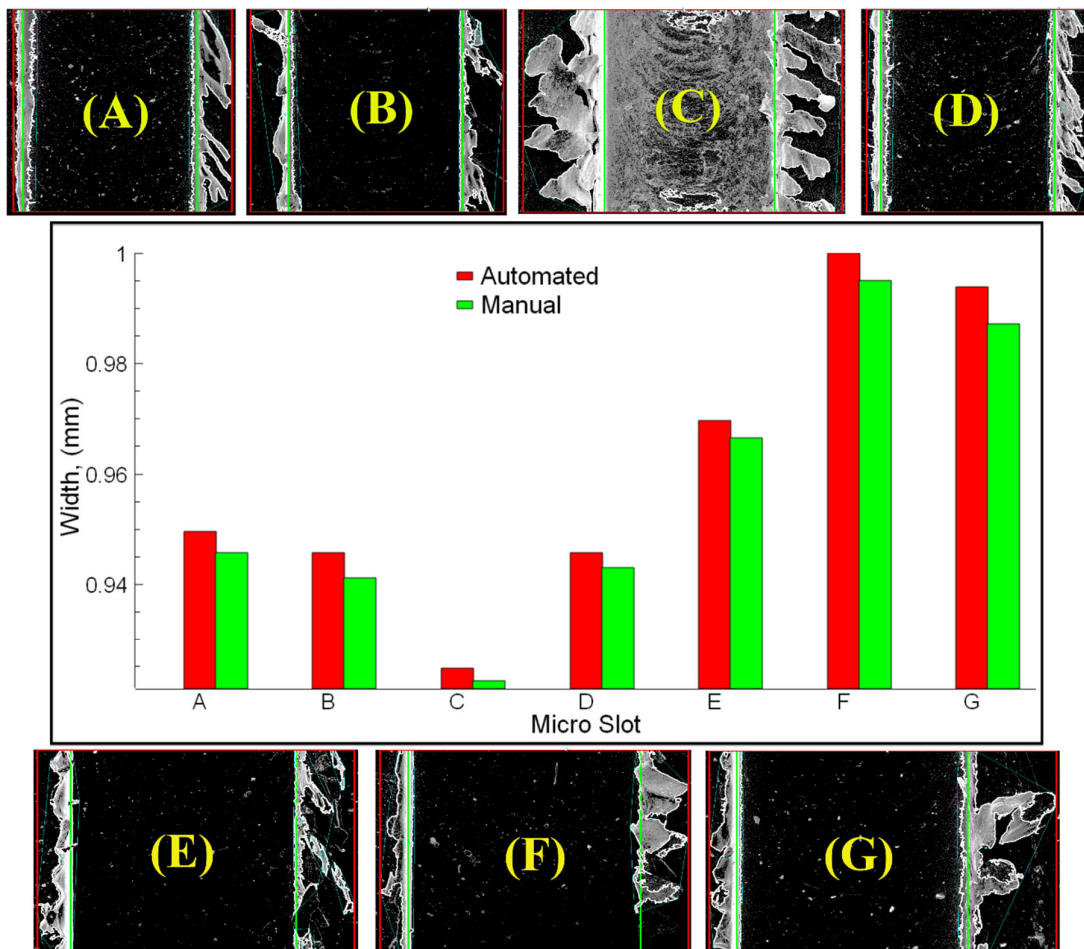 (A) (B) (C) (D)
1
Automated
Manual
0.98
0.96
0.94
Width, (mm)
A B C D E F G
Micro Slot
(E) (F) (G)